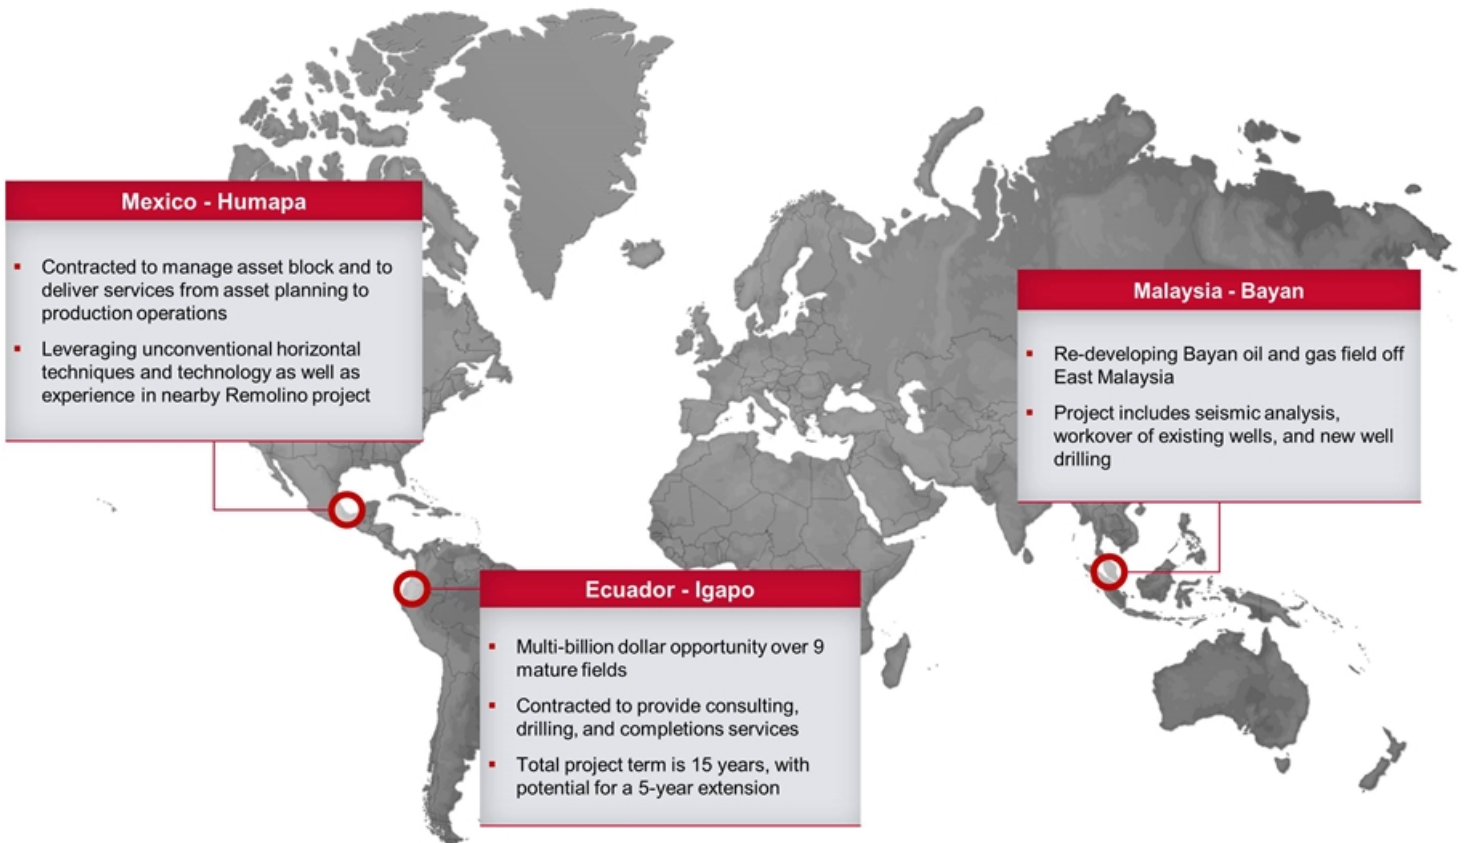 Mexico - Humapa
▪ Contracted to manage asset block and to
deliver services from asset planning to
production operations
▪ Leveraging unconventional horizontal
techniques and technology as well as
experience in nearby Remolino project
Malaysia - Bayan
▪ Re-developing Bayan oil and gas field off
East Malaysia
▪ Project includes seismic analysis,
workover of existing wells, and new well
drilling
Ecuador - Igapo
▪ Multi-billion dollar opportunity over 9
mature fields
▪ Contracted to provide consulting,
drilling, and completions services
▪ Total project term is 15 years, with
potential for a 5-year extension